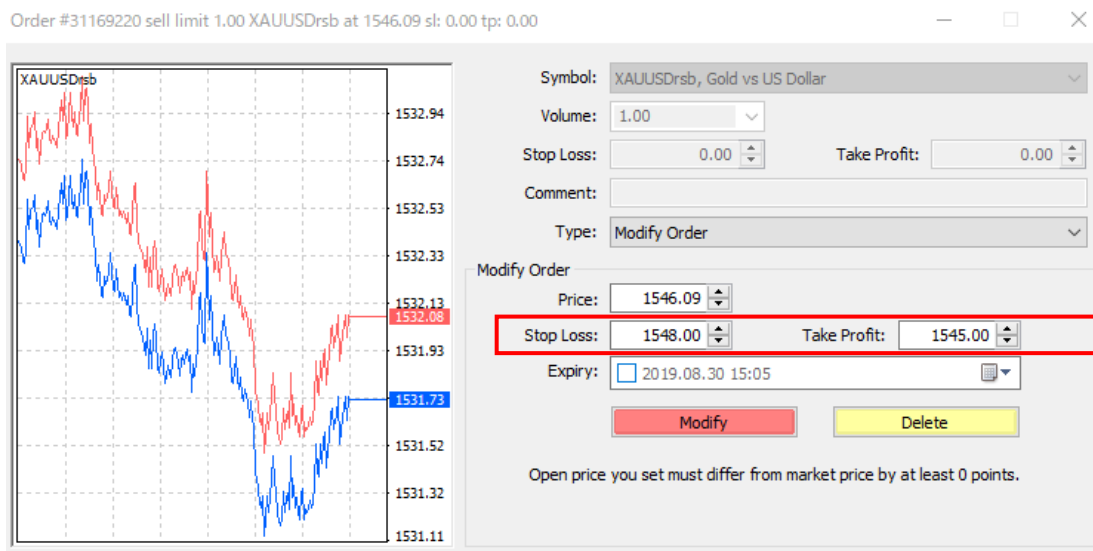 Order #31169220 sell limit 1.00 XAUUSDrsb at 1546.09 sl: 0.00 tp: 0.00
XAUUSDrsb
1532.94
1532.74
1532.53
1532.33
1532.13
1532.08
1531.93
1531.73
1531.52
1531.32
1531.11
Symbol: XAUUSDrsb, Gold vs US Dollar
Volume: 1.00
Stop Loss: 0.00 Take Profit: 0.00
Comment:
Type: Modify Order
Modify Order
Price: 1546.09
Stop Loss: 1548.00 Take Profit: 1545.00
Expiry: 2019.08.30 15:05
Modify Delete
Open price you set must differ from market price by at least 0 points.